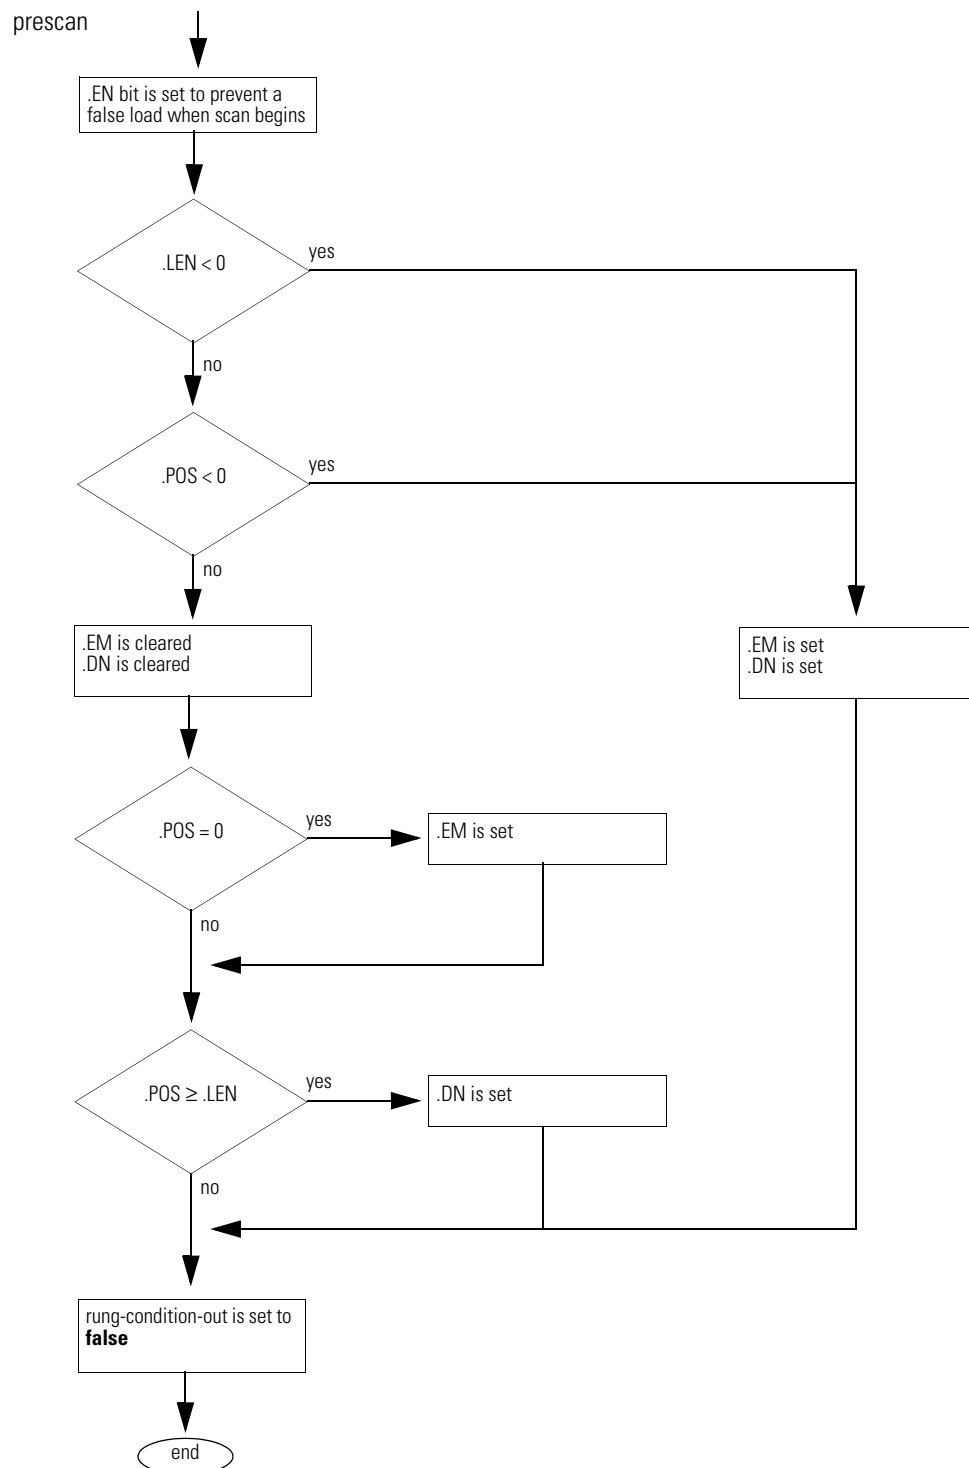 prescan
.EN bit is set to prevent a
false load when scan begins
.LEN < 0
yes
no
.POS < 0
yes
no
.EM is cleared
.DN is cleared
.EM is set
.DN is set
.POS = 0
yes
.EM is set
no
.POS ≥ .LEN
yes
.DN is set
no
rung-condition-out is set to
false
end